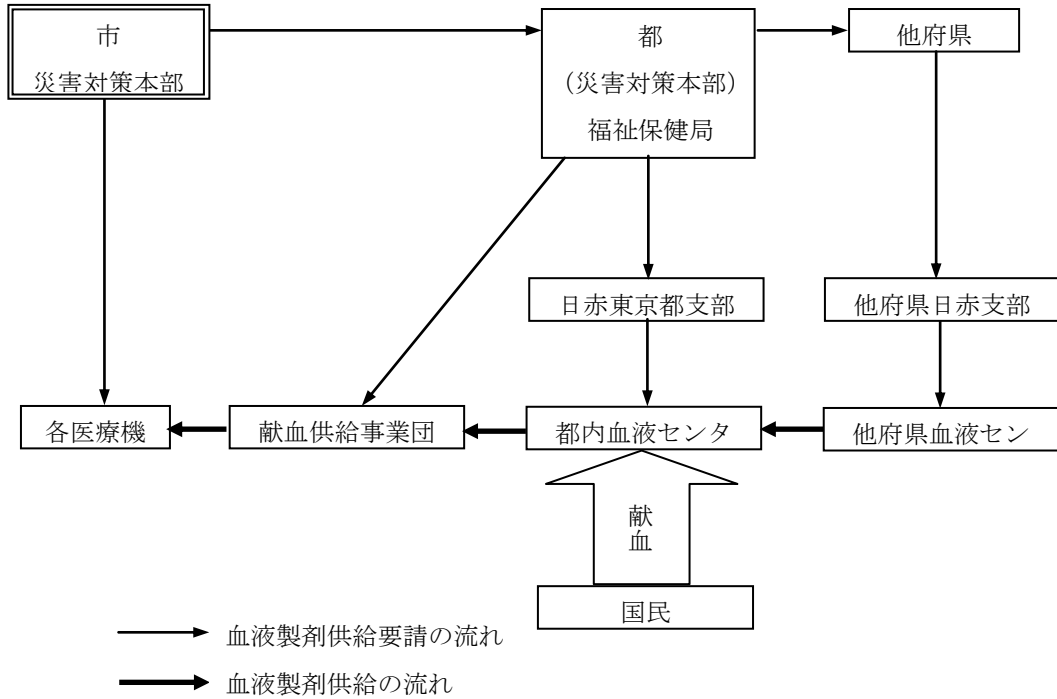 市
災害対策本部
都
（災害対策本部）
福祉保健局
他府県
日赤東京都支部
他府県日赤支部
各医療機
献血供給事業団
都内血液センタ
他府県血液セン
献
血
国民
血液製剤供給要請の流れ
血液製剤供給の流れ